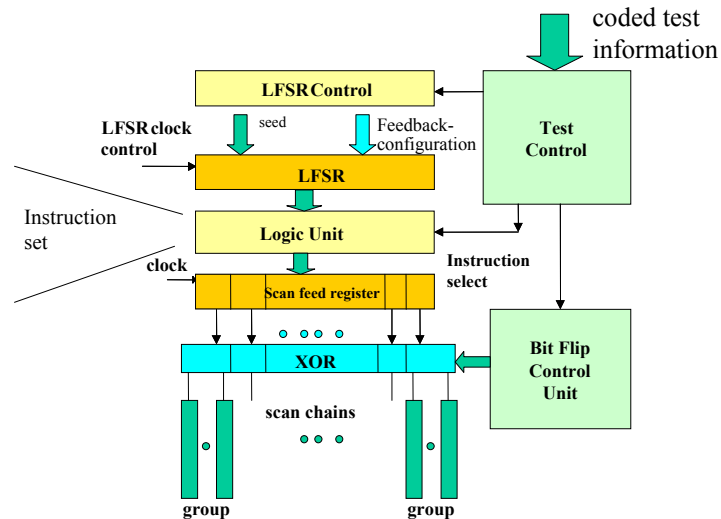 coded test
information
LFSR Control
Test
Control
LFSR clock
control
seed
Feedback-
configuration
LFSR
Instruction
set
Logic Unit
clock
Instruction
select
Scan feed register
XOR
Bit Flip
Control
Unit
scan chains
group
group